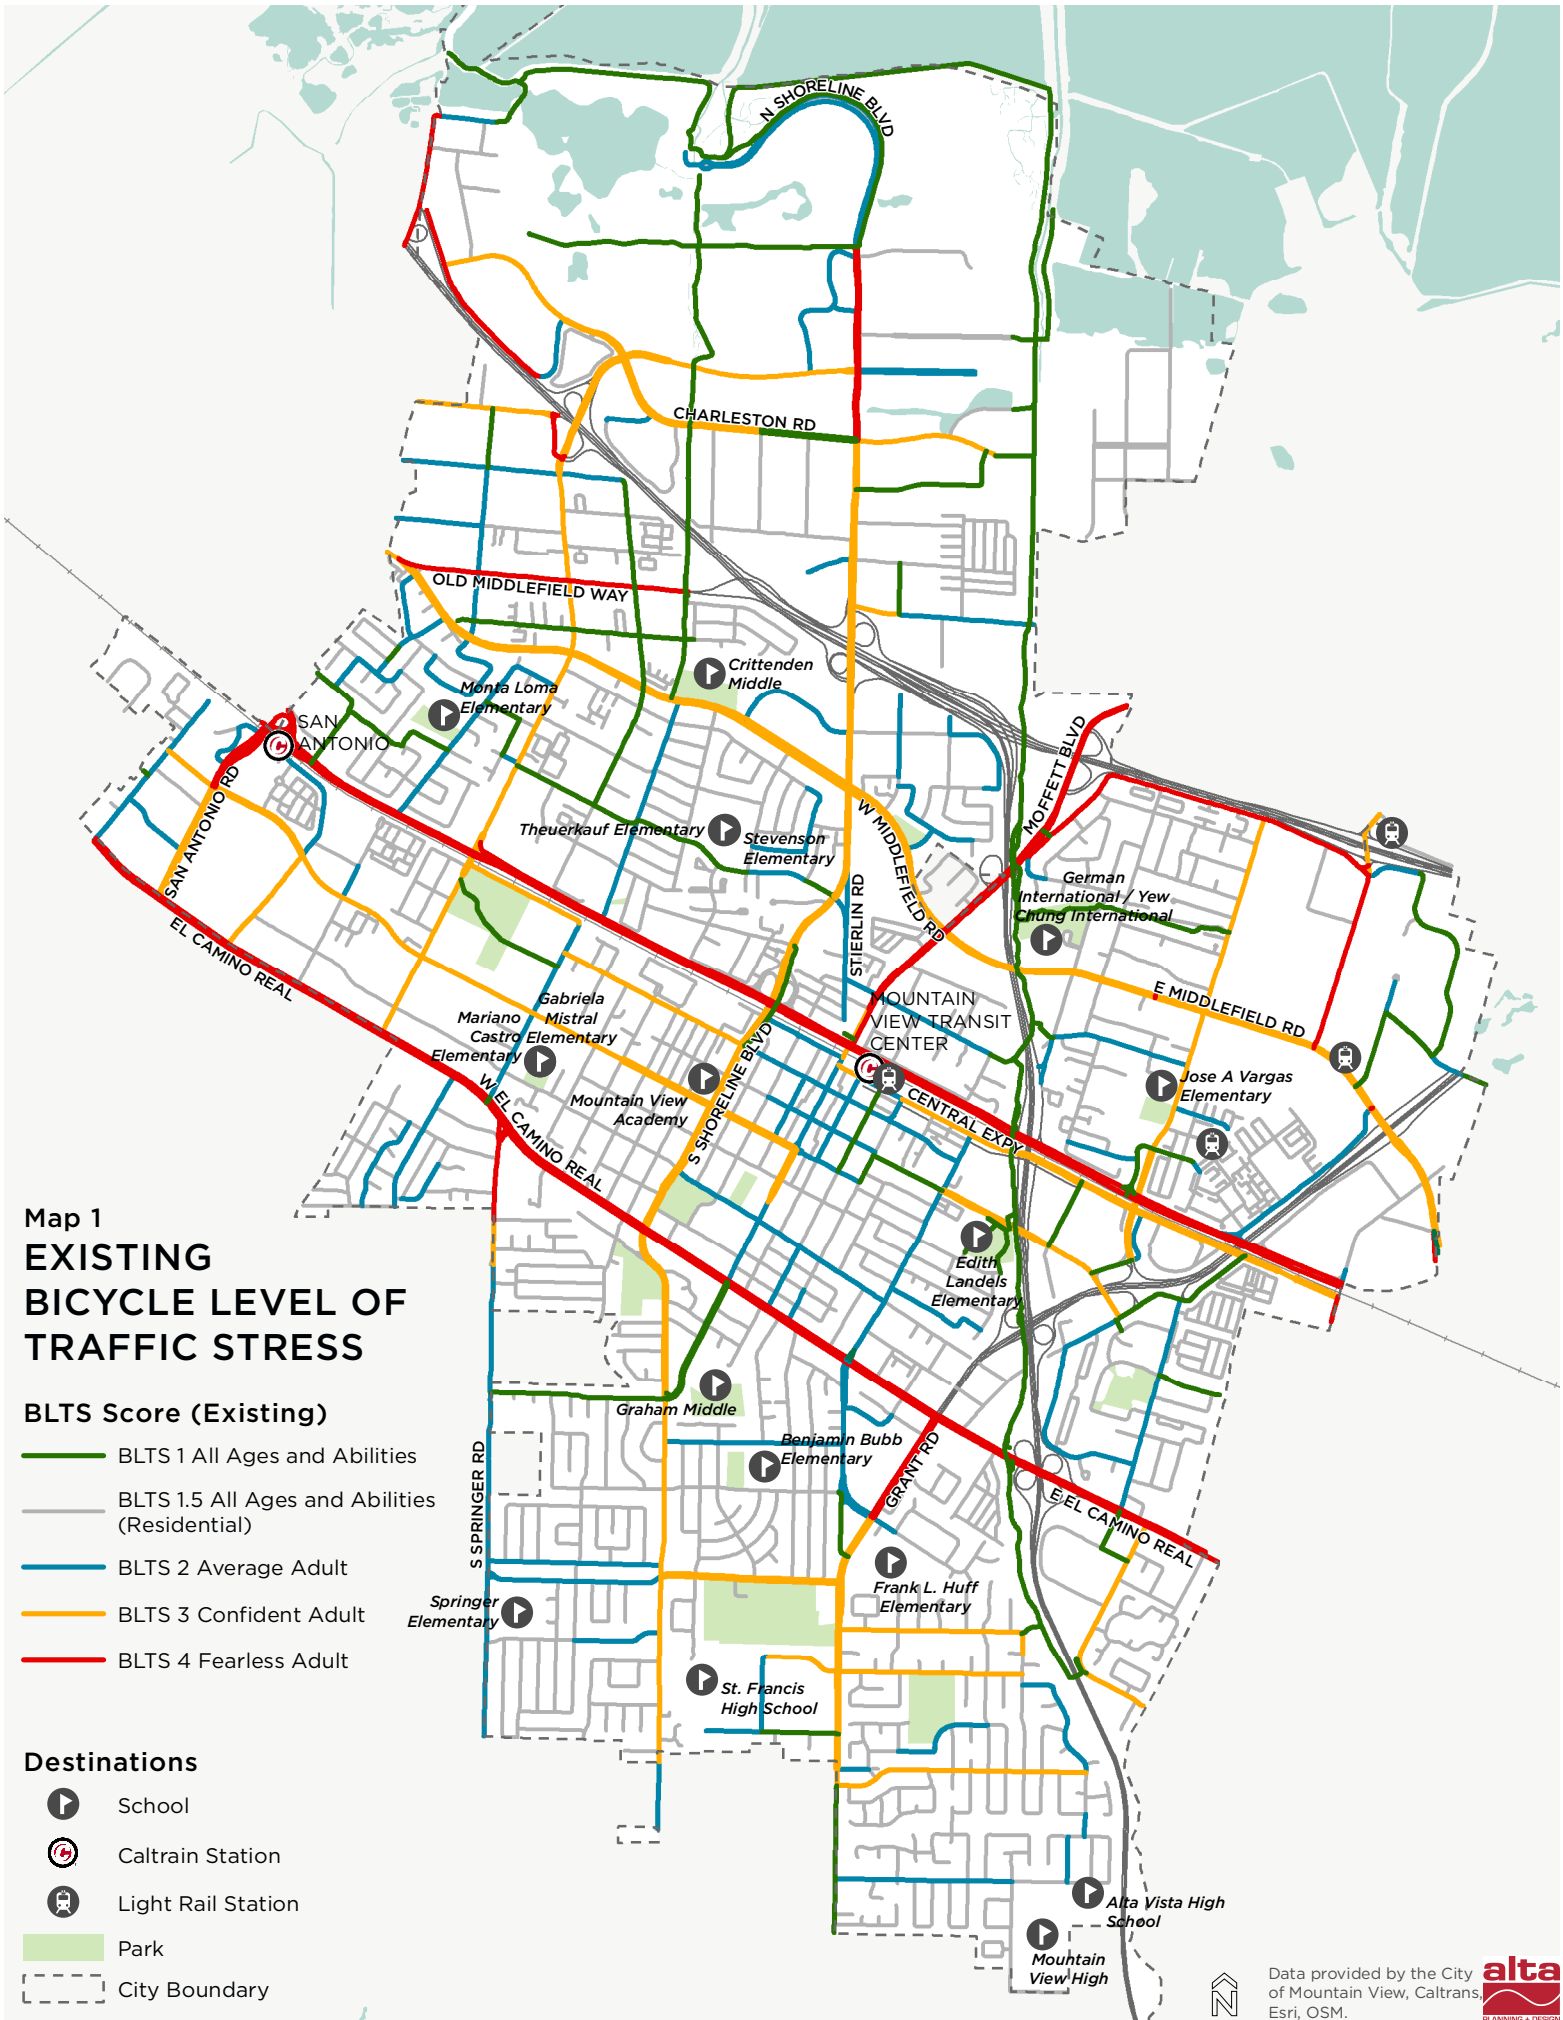 N SHORELINE BLVD
CHARLESTON RD
OLD MIDDLEFIELD WAY
Crittenden
Middle
Monta Loma
Elementary
SAN
ANTONIO
MOFFETT BLVD
SAN ANTONIO RD
Theuerkauf Elementary
Stevenson
Elementary
W MIDDLEFIELD RD
STIERLIN RD
German
International / Yew
Chung International
EL CAMINO REAL
E MIDDLEFIELD RD
MOUNTAIN
VIEW TRANSIT
CENTER
Gabriela
Mistral
Elementary
Mariano
Castro
Elementary
Mountain View
Academy
S SHORELINE BLVD
CENTRAL EXPY
Jose A Vargas
Elementary
W EL CAMINO REAL
Edith
Landels
Elementary
Graham Middle
Benjamin Bubb
Elementary
GRANT RD
S SPRINGER RD
E EL CAMINO REAL
Frank L. Huff
Elementary
Springer
Elementary
St. Francis
High School
Alta Vista High
School
Mountain
View High
Map 1
EXISTING
BICYCLE LEVEL OF
TRAFFIC STRESS
BLTS Score (Existing)
BLTS 1 All Ages and Abilities
BLTS 1.5 All Ages and Abilities
(Residential)
BLTS 2 Average Adult
BLTS 3 Confident Adult
BLTS 4 Fearless Adult
Destinations
School
Caltrain Station
Light Rail Station
Park
City Boundary
N
Data provided by the City
of Mountain View, Caltrans,
Esri, OSM.
alta
PLANNING + DESIGN